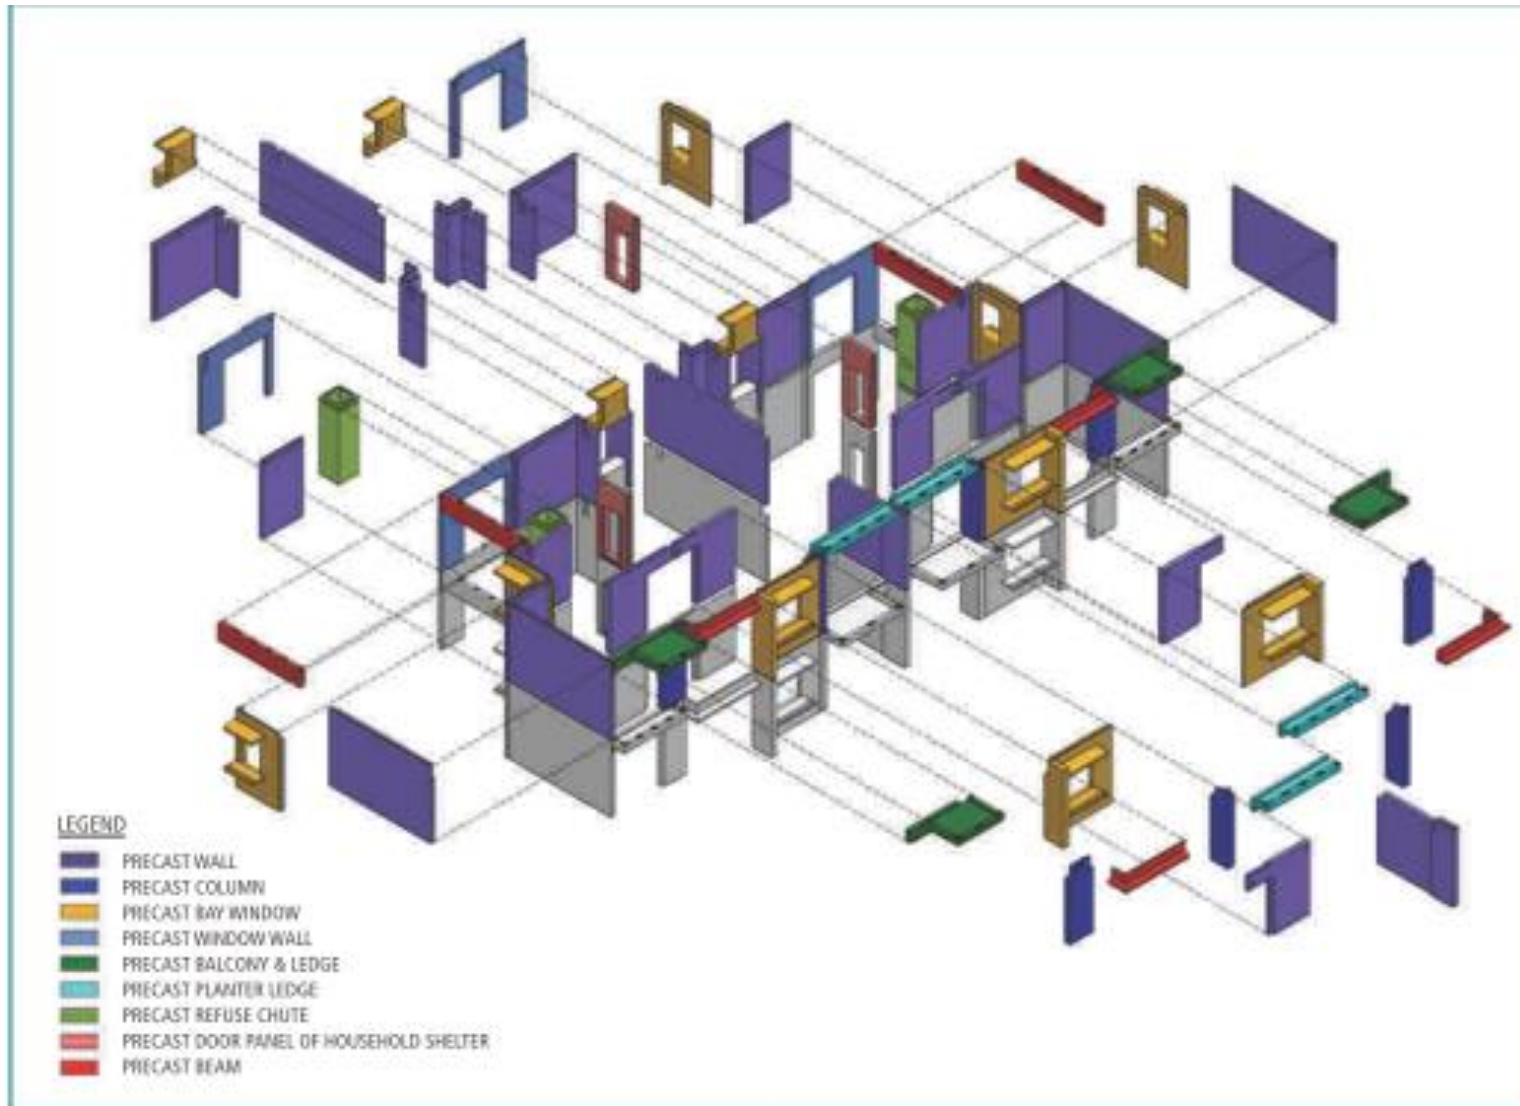 LEGEND
PRECAST WALL
PRECAST COLUMN
PRECAST BAY WINDOW
PRECAST WINDOW WALL
PRECAST BALCONY & LEDGE
PRECAST PLANTER LEDGE
PRECAST REFUSE CHUTE
PRECAST DOOR PANEL OF HOUSEHOLD SHELTER
PRECAST BEAM